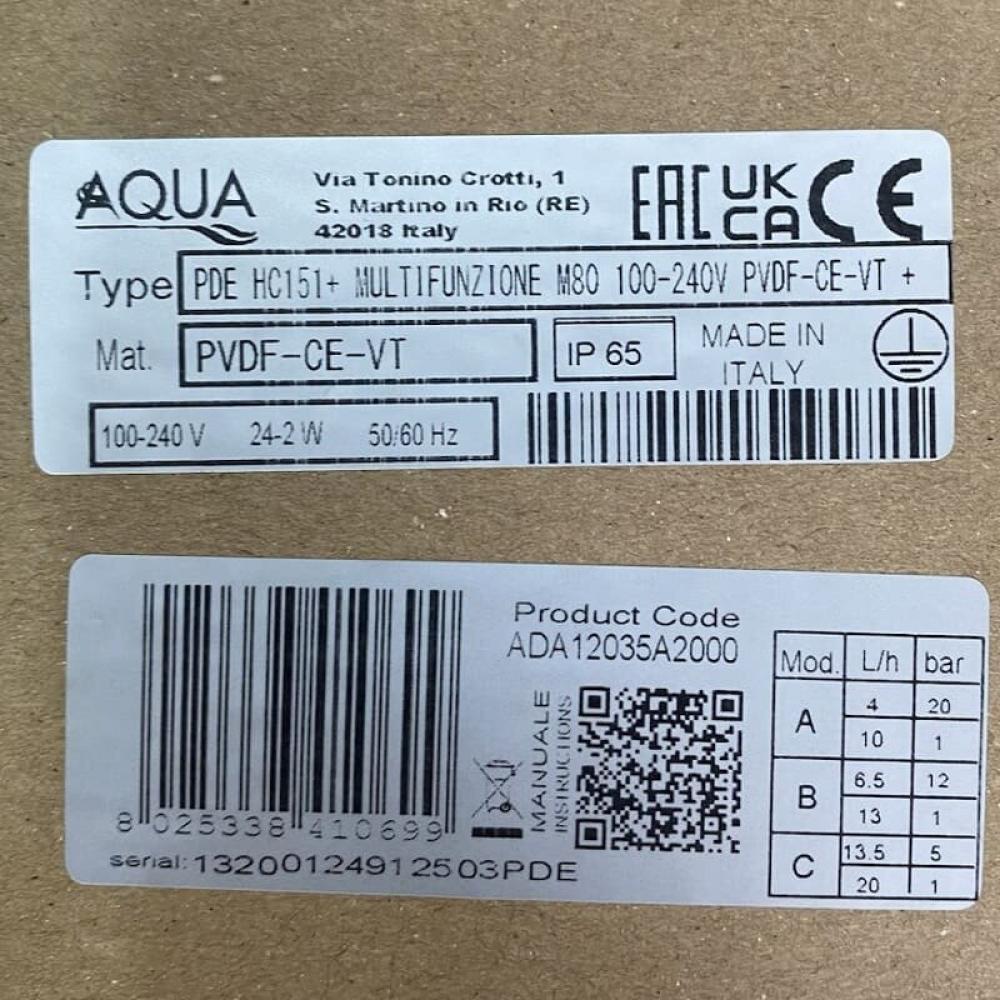 AQUA
Via Tonino Crotti, 1
S. Martino in Rio (RE)
42018 Italy
EAC UK CA CE
Type PDE HC151+ MULTIFUNZIONE M80 100-240V PVDF-CE-VT +
Mat. PVDF-CE-VT
IP 65
MADE IN
ITALY
100-240 V 24-2 W 50/60 Hz
8 025338 410699
serial: 13200124912503PDE
Product Code
ADA12035A2000
MANUALE
INSTRUCTIONS
Mod. L/h bar
A 4 20
10 1
B 6.5 12
13 1
C 13.5 5
20 1